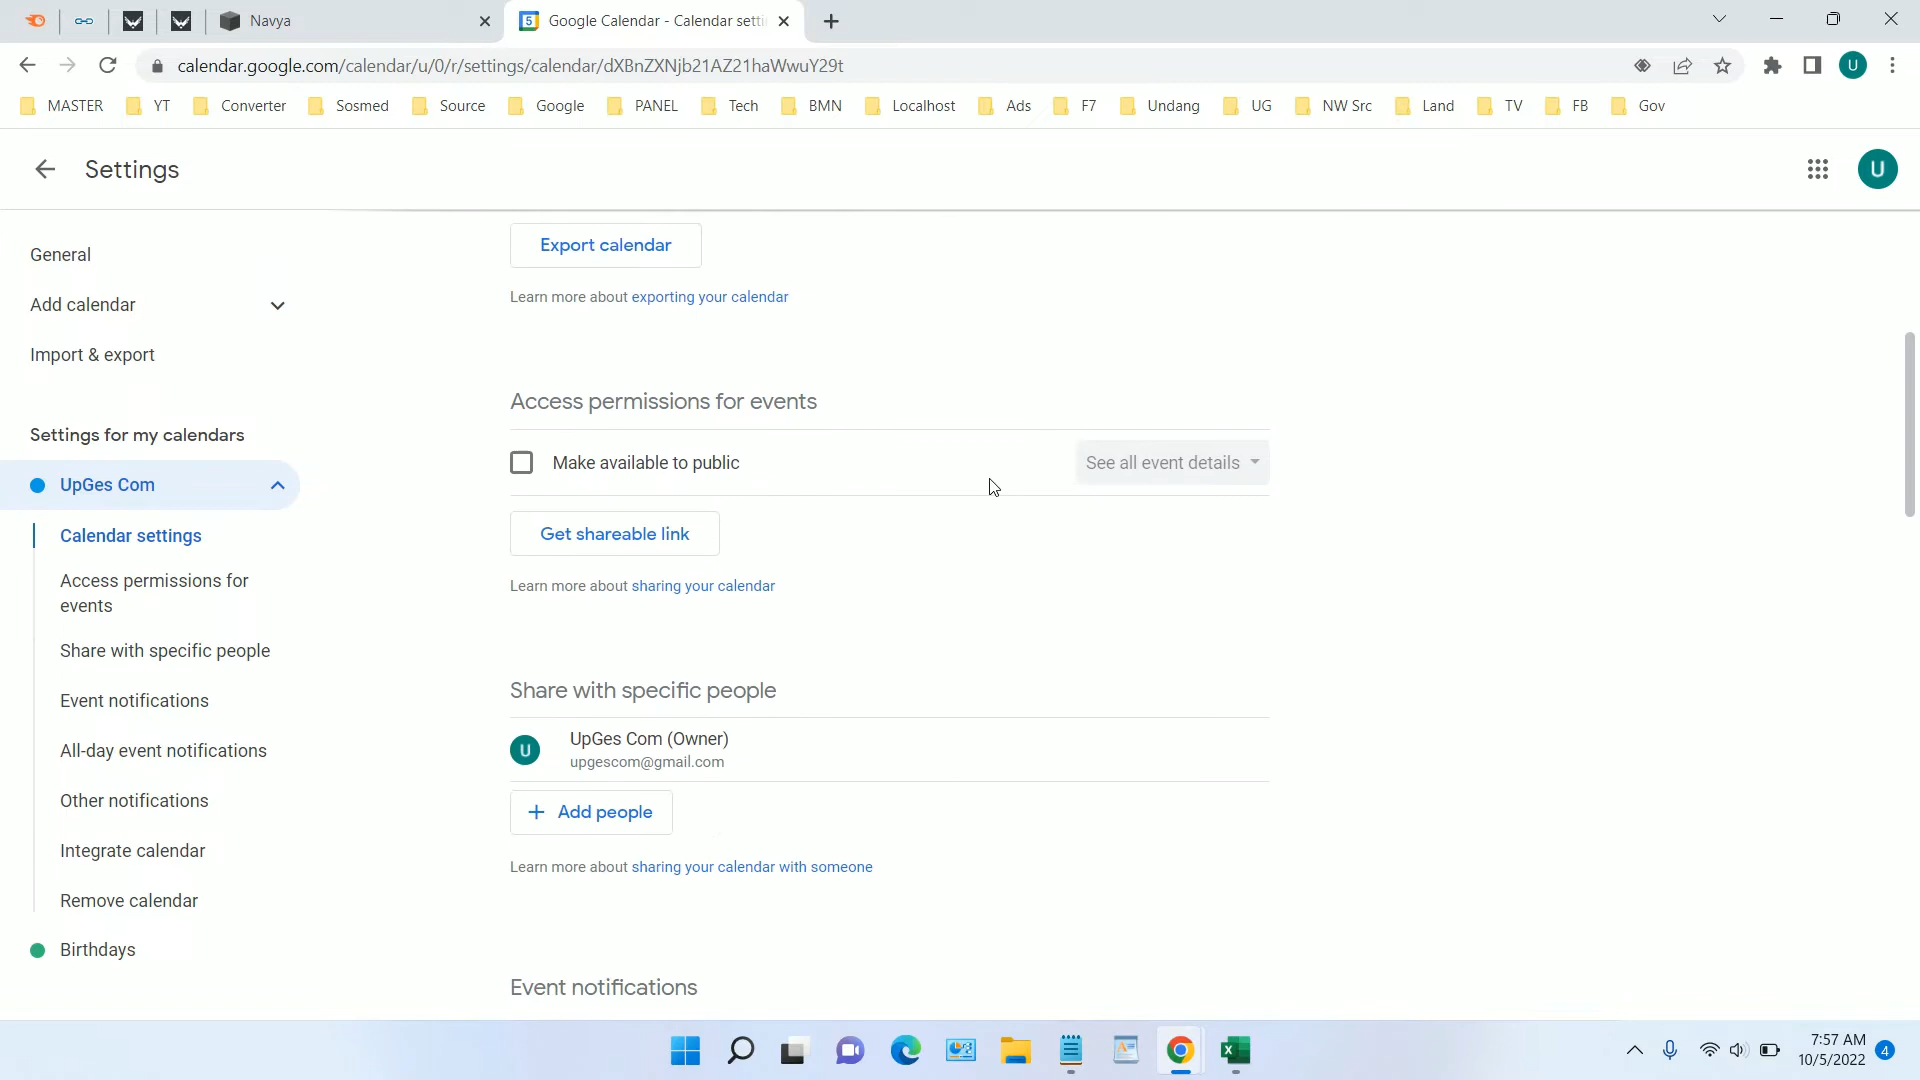 Navya
Google Calendar - Calendar setti
calendar.google.com/calendar/u/0/r/settings/calendar/dXBnZXNjb21AZ21haWwuY29t
U
MASTER YT Converter Sosmed Source Google PANEL Tech BMN Localhost Ads F7 Undang UG NW Src Land TV FB Gov
Settings
U
General
Add calendar
Import & export
Settings for my calendars
UpGes Com
Calendar settings
Access permissions for
events
Share with specific people
Event notifications
All-day event notifications
Other notifications
Integrate calendar
Remove calendar
Birthdays
Export calendar
Learn more about exporting your calendar
Access permissions for events
Make available to public
See all event details
Get shareable link
Learn more about sharing your calendar
Share with specific people
U
UpGes Com (Owner)
upgescom@gmail.com
+ Add people
Learn more about sharing your calendar with someone
Event notifications
7:57 AM
10/5/2022
4